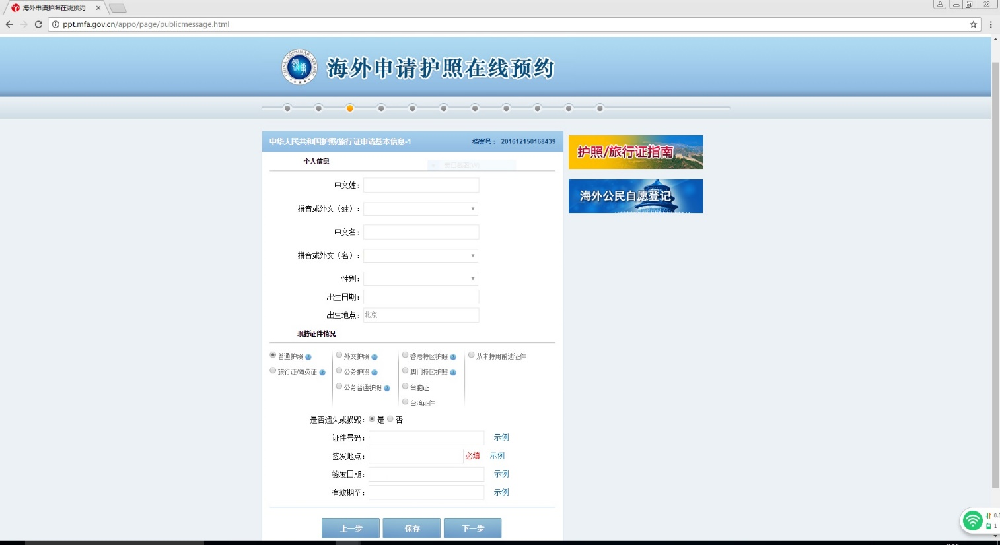 海外申请护照在线预约
ppt.mfa.gov.cn/appo/page/publicmessage.html
CHINA CONSULAR AFFAIRS
领事
海外申请护照在线预约
中华人民共和国护照/旅行证申请基本信息-1
档案号： 201612150168439
护照/旅行证指南
个人信息
中文姓：
海外公民自愿登记
拼音或外文（姓）：
中文名：
拼音或外文（名）：
性别：
出生日期：
出生地点： 北京
现持证件情况
普通护照 外交护照 香港特区护照 从未持用前述证件
旅行证/海员证 公务护照 澳门特区护照
公务普通护照 台胞证
台湾证件
是否遗失或损毁： 是 否
证件号码： 示例
签发地点： 必填 示例
签发日期： 示例
有效期至： 示例
上一步 保存 下一步